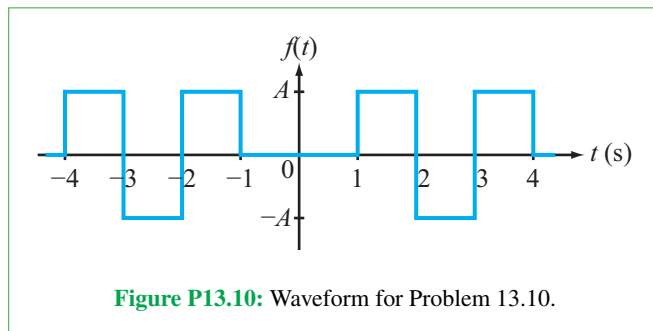 f(t)
A
0
t (s)
−4 −3 −2 −1 1 2 3 4
−A
Figure P13.10: Waveform for Problem 13.10.